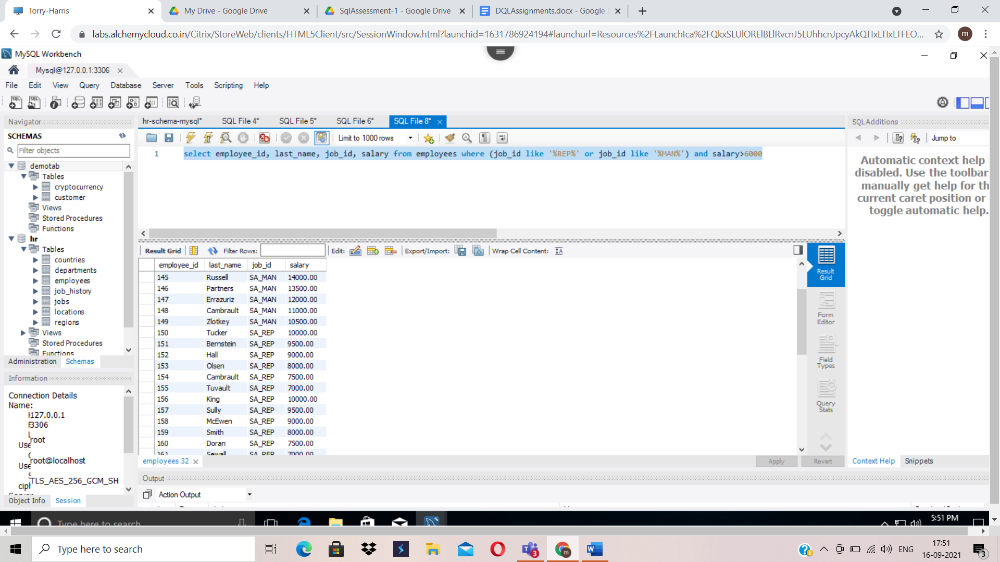 Torry-Harris
My Drive - Google Drive
SqlAssessment-1 - Google Drive
DQLAssignments.docx - Google
labs.alchemycloud.co.in/Citrix/StoreWeb/clients/HTML5Client/src/SessionWindow.html?launchid=1631786924194#launchurl=Resources%2FLaunchIca%2FQkxSLUlORElBLlRvcnJ5LUhhcnJpcyAkQTIxLTIxLTFEO...
m
MySQL Workbench
Mysql@127.0.0.1:3306
File Edit View Query Database Server Tools Scripting Help
Navigator
SCHEMAS
Filter objects
demotab
Tables
cryptocurrency
customer
Views
Stored Procedures
Functions
hr
Tables
countries
departments
employees
job_history
jobs
locations
regions
Views
Stored Procedures
Functions
Administration Schemas
Information
Connection Details
Name:
127.0.0.1
3306
root
Use
root@localhost
Use
TLS_AES_256_GCM_SH
ciph
Object Info Session
hr-schema-mysql* SQL File 4* SQL File 5* SQL File 6* SQL File 8*
Limit to 1000 rows
1 select employee_id, last_name, job_id, salary from employees where (job_id like '%REP%' or job_id like '%MAN%') and salary>6000
Result Grid Filter Rows: Edit: Export/Import: Wrap Cell Content:
employee_id last_name job_id salary
145 Russell SA_MAN 14000.00
146 Partners SA_MAN 13500.00
147 Errazuriz SA_MAN 12000.00
148 Cambrault SA_MAN 11000.00
149 Zlotkey SA_MAN 10500.00
150 Tucker SA_REP 10000.00
151 Bernstein SA_REP 9500.00
152 Hall SA_REP 9000.00
153 Olsen SA_REP 8000.00
154 Cambrault SA_REP 7500.00
155 Tuvault SA_REP 7000.00
156 King SA_REP 10000.00
157 Sully SA_REP 9500.00
158 McEwen SA_REP 9000.00
159 Smith SA_REP 8000.00
160 Doran SA_REP 7500.00
161 Sewall SA_REP 7000.00
Result
Grid
Form
Editor
Field
Types
Query
Stats
employees 32
Apply Revert
Output
Action Output
SQLAdditions
Jump to
Automatic context help
disabled. Use the toolbar
manually get help for th
current caret position or
toggle automatic help.
Context Help Snippets
Type here to search
5:51 PM
Type here to search
3
m
ENG
17:51
16-09-2021
3